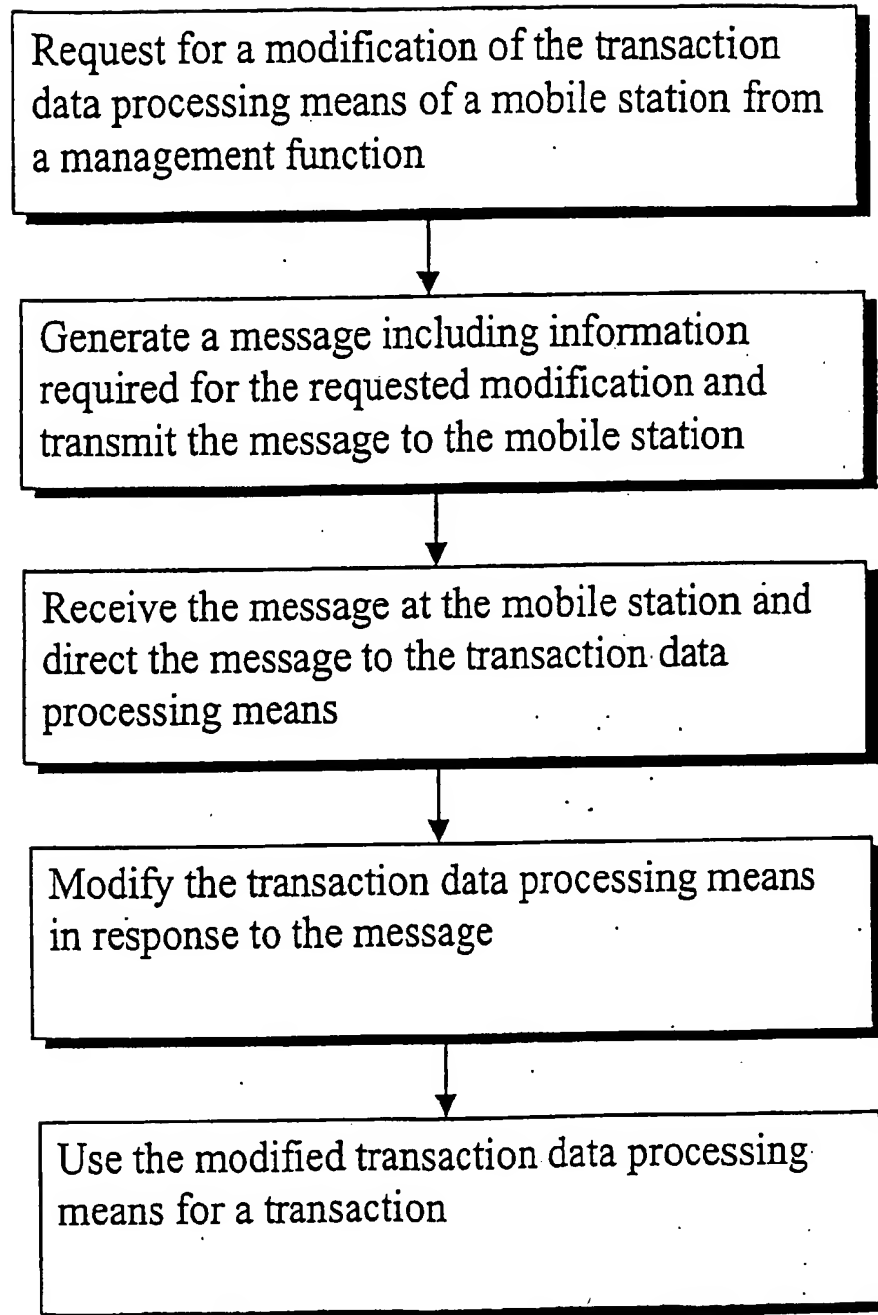 Request for a modification of the transaction
data processing means of a mobile station from
a management function
Generate a message including information
required for the requested modification and
transmit the message to the mobile station
Receive the message at the mobile station and
direct the message to the transaction data
processing means
Modify the transaction data processing means
in response to the message
Use the modified transaction data processing
means for a transaction